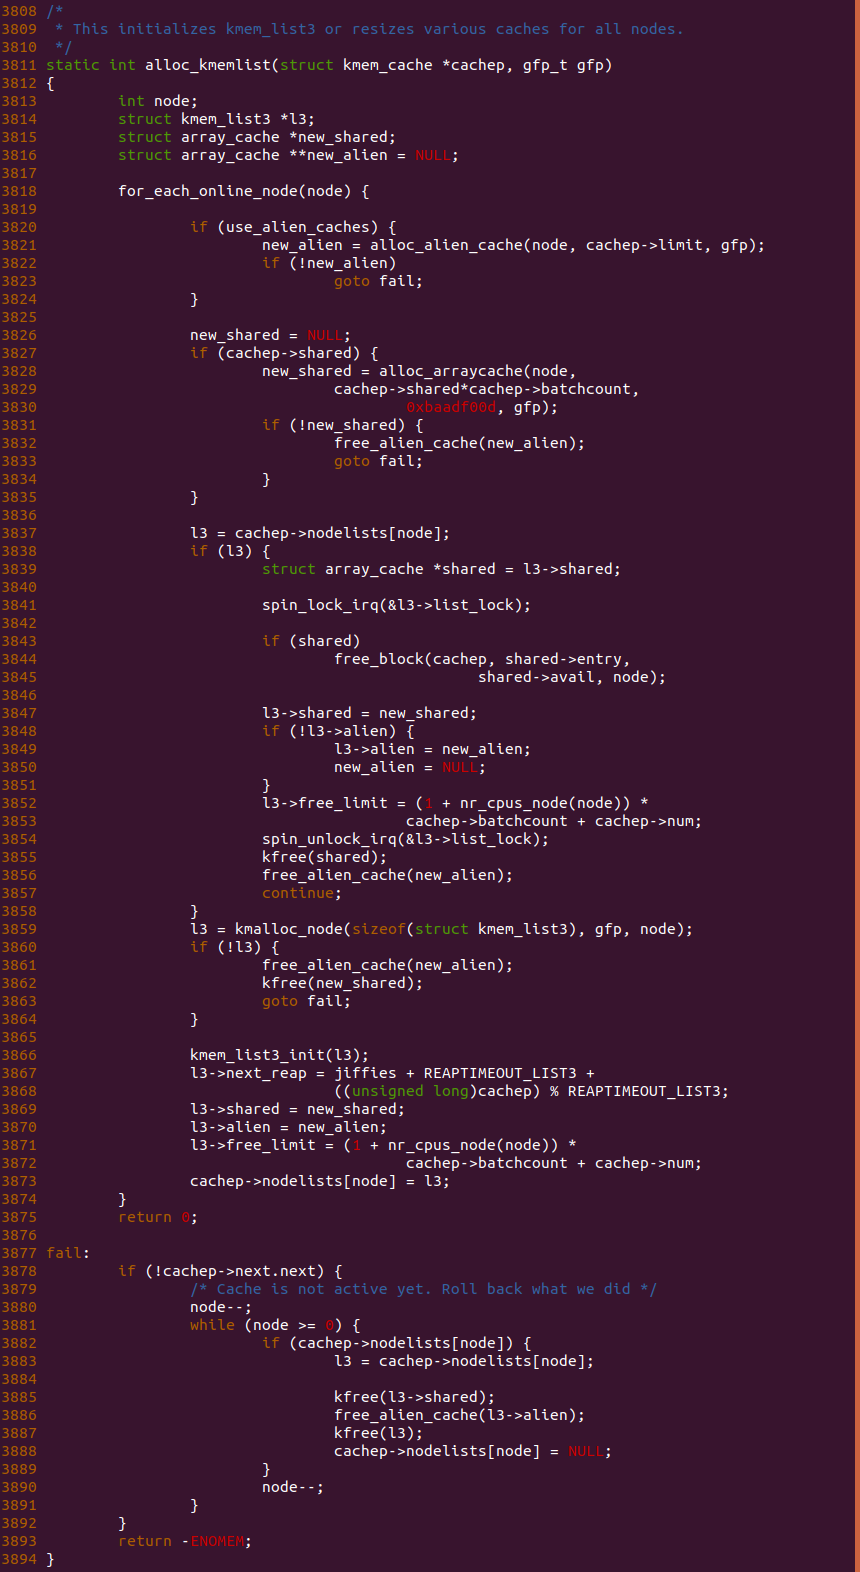 3808 /*
3809  * This initializes kmem_list3 or resizes various caches for all nodes.
3810  */
3811 static int alloc_kmemlist(struct kmem_cache *cachep, gfp_t gfp)
3812 {
3813         int node;
3814         struct kmem_list3 *l3;
3815         struct array_cache *new_shared;
3816         struct array_cache **new_alien = NULL;
3817
3818         for_each_online_node(node) {
3819
3820                 if (use_alien_caches) {
3821                         new_alien = alloc_alien_cache(node, cachep->limit, gfp);
3822                         if (!new_alien)
3823                                 goto fail;
3824                 }
3825
3826                 new_shared = NULL;
3827                 if (cachep->shared) {
3828                         new_shared = alloc_arraycache(node,
3829                                 cachep->shared*cachep->batchcount,
3830                                         0xbaadf00d, gfp);
3831                         if (!new_shared) {
3832                                 free_alien_cache(new_alien);
3833                                 goto fail;
3834                         }
3835                 }
3836
3837                 l3 = cachep->nodelists[node];
3838                 if (l3) {
3839                         struct array_cache *shared = l3->shared;
3840
3841                         spin_lock_irq(&l3->list_lock);
3842
3843                         if (shared)
3844                                 free_block(cachep, shared->entry,
3845                                                 shared->avail, node);
3846
3847                         l3->shared = new_shared;
3848                         if (!l3->alien) {
3849                                 l3->alien = new_alien;
3850                                 new_alien = NULL;
3851                         }
3852                         l3->free_limit = (1 + nr_cpus_node(node)) *
3853                                         cachep->batchcount + cachep->num;
3854                         spin_unlock_irq(&l3->list_lock);
3855                         kfree(shared);
3856                         free_alien_cache(new_alien);
3857                         continue;
3858                 }
3859                 l3 = kmalloc_node(sizeof(struct kmem_list3), gfp, node);
3860                 if (!l3) {
3861                         free_alien_cache(new_alien);
3862                         kfree(new_shared);
3863                         goto fail;
3864                 }
3865
3866                 kmem_list3_init(l3);
3867                 l3->next_reap = jiffies + REAPTIMEOUT_LIST3 +
3868                                 ((unsigned long)cachep) % REAPTIMEOUT_LIST3;
3869                 l3->shared = new_shared;
3870                 l3->alien = new_alien;
3871                 l3->free_limit = (1 + nr_cpus_node(node)) *
3872                                         cachep->batchcount + cachep->num;
3873                 cachep->nodelists[node] = l3;
3874         }
3875         return 0;
3876
3877 fail:
3878         if (!cachep->next.next) {
3879                 /* Cache is not active yet. Roll back what we did */
3880                 node--;
3881                 while (node >= 0) {
3882                         if (cachep->nodelists[node]) {
3883                                 l3 = cachep->nodelists[node];
3884
3885                                 kfree(l3->shared);
3886                                 free_alien_cache(l3->alien);
3887                                 kfree(l3);
3888                                 cachep->nodelists[node] = NULL;
3889                         }
3890                         node--;
3891                 }
3892         }
3893         return -ENOMEM;
3894 }